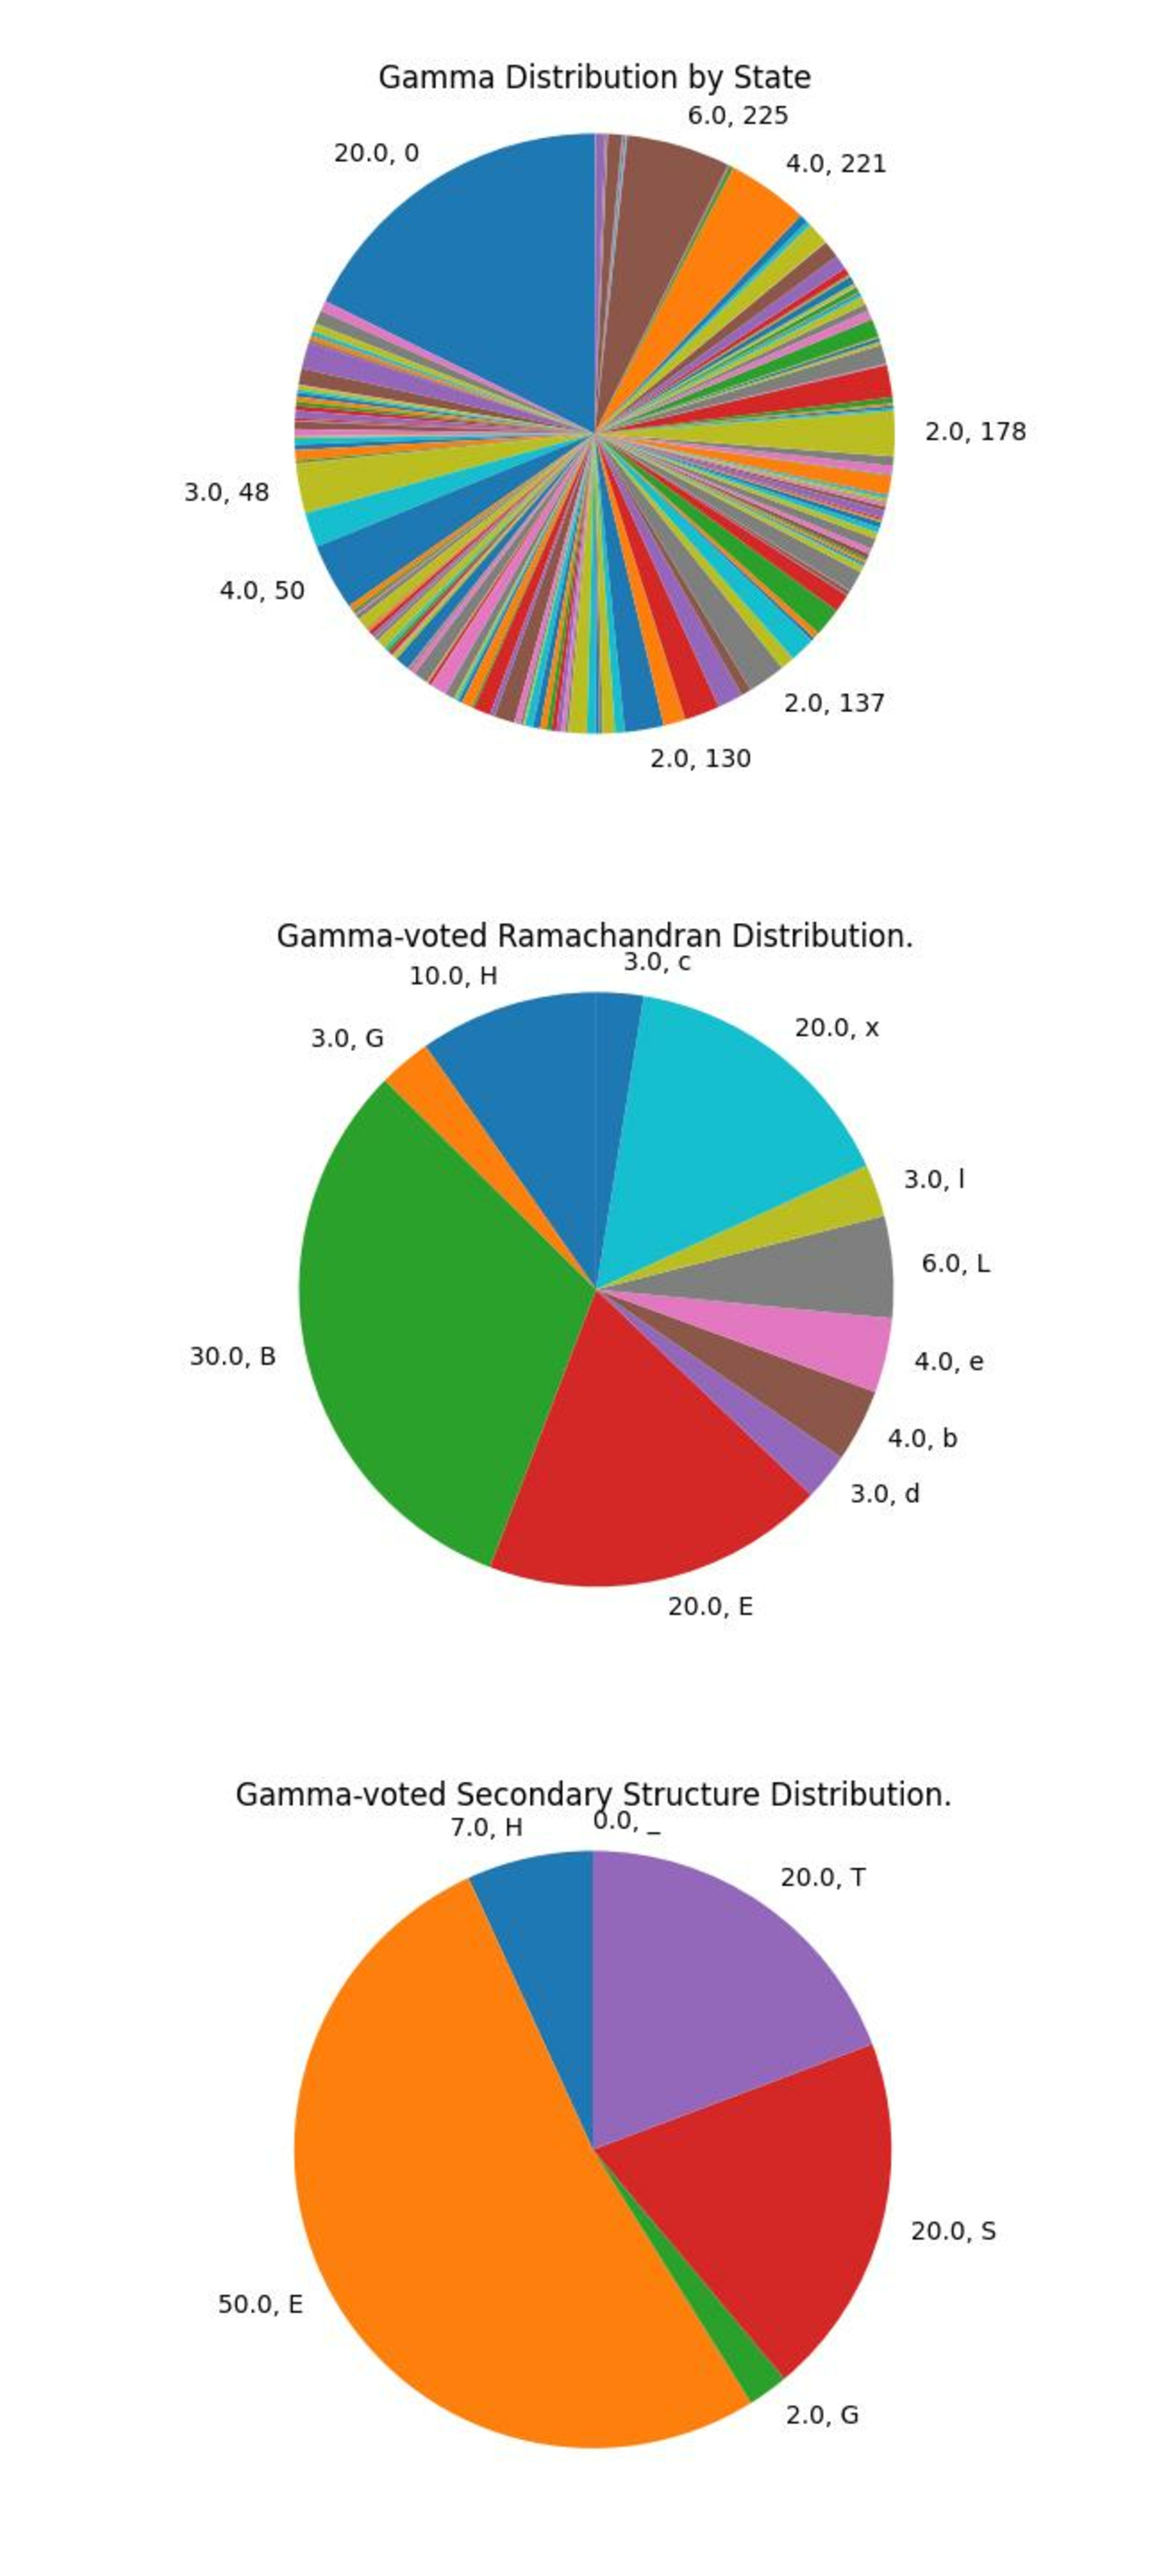 Gamma Distribution by State
6.0, 225
20.0, 0
4.0, 221
2.0, 178
3.0, 48
4.0, 50
2.0, 137
2.0, 130
Gamma-voted Ramachandran Distribution.
3.0, c
10.0, H
20.0, x
3.0, G
3.0, l
6.0, L
30.0, B
4.0, e
4.0, b
3.0, d
20.0, E
Gamma-voted Secondary Structure Distribution.
0.0, _
7.0, H
20.0, T
20.0, S
50.0, E
2.0, G